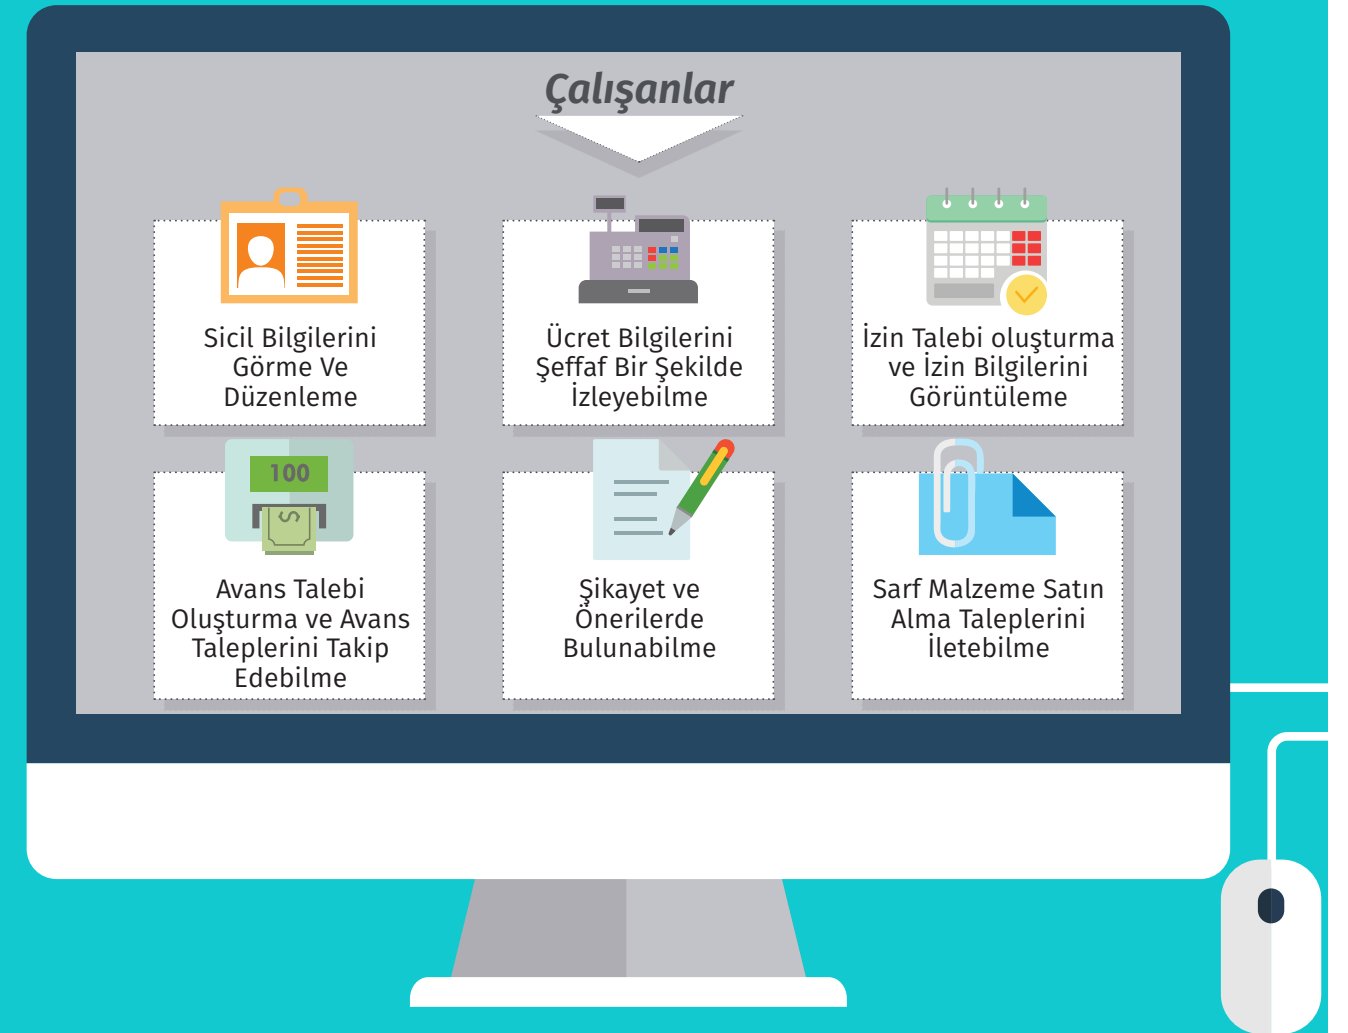 Çalışanlar
Sicil Bilgilerini
Görme Ve
Düzenleme
Ücret Bilgilerini
Şeffaf Bir Şekilde
İzleyebilme
İzin Talebi oluşturma
ve İzin Bilgilerini
Görüntüleme
100
$
Avans Talebi
Oluşturma ve Avans
Taleplerini Takip
Edebilme
Şikayet ve
Önerilerde
Bulunabilme
Sarf Malzeme Satın
Alma Taleplerini
İletebilme